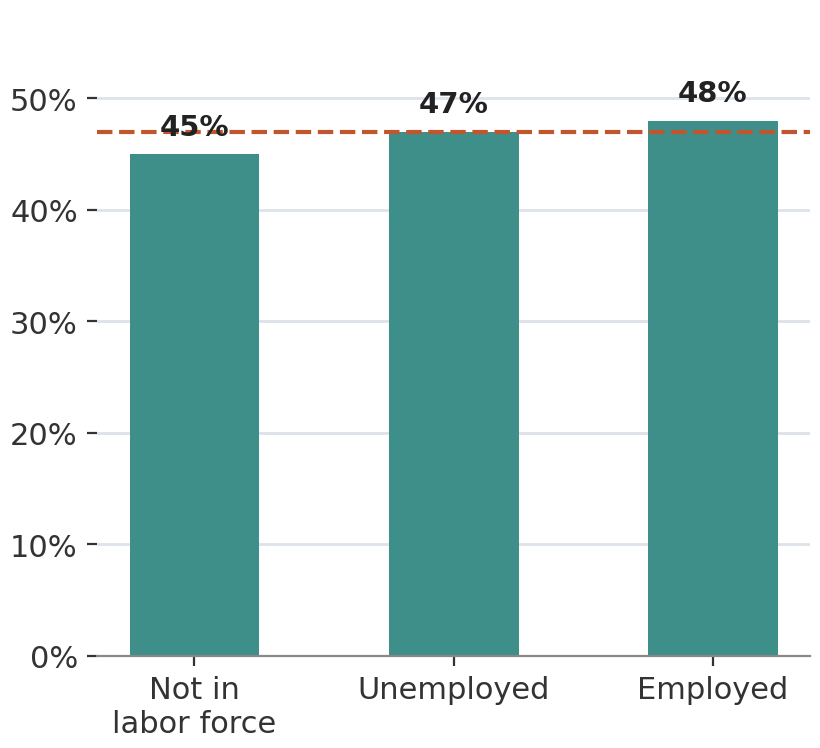 50%
40%
30%
20%
10%
0%
45%
47%
48%
Not in
labor force
Unemployed
Employed